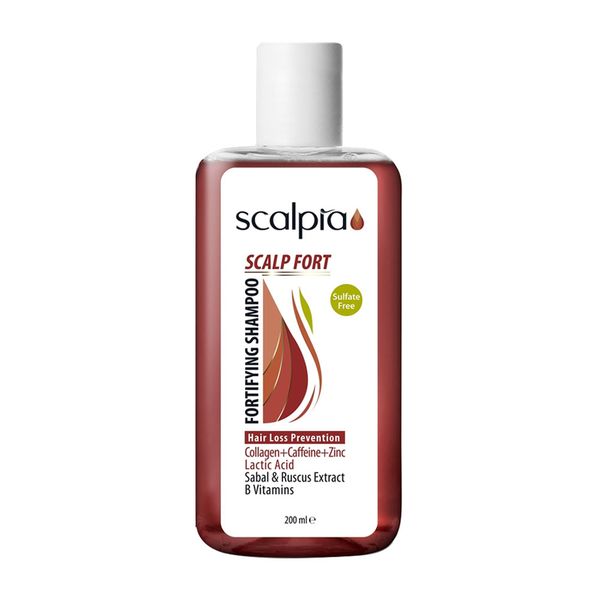 scalpia
SCALP FORT
FORTIFYING SHAMPOO
Sulfate
Free
Hair Loss Prevention
Collagen+Caffeine+Zinc
Lactic Acid
Sabal & Ruscus Extract
B Vitamins
200 ml ℮